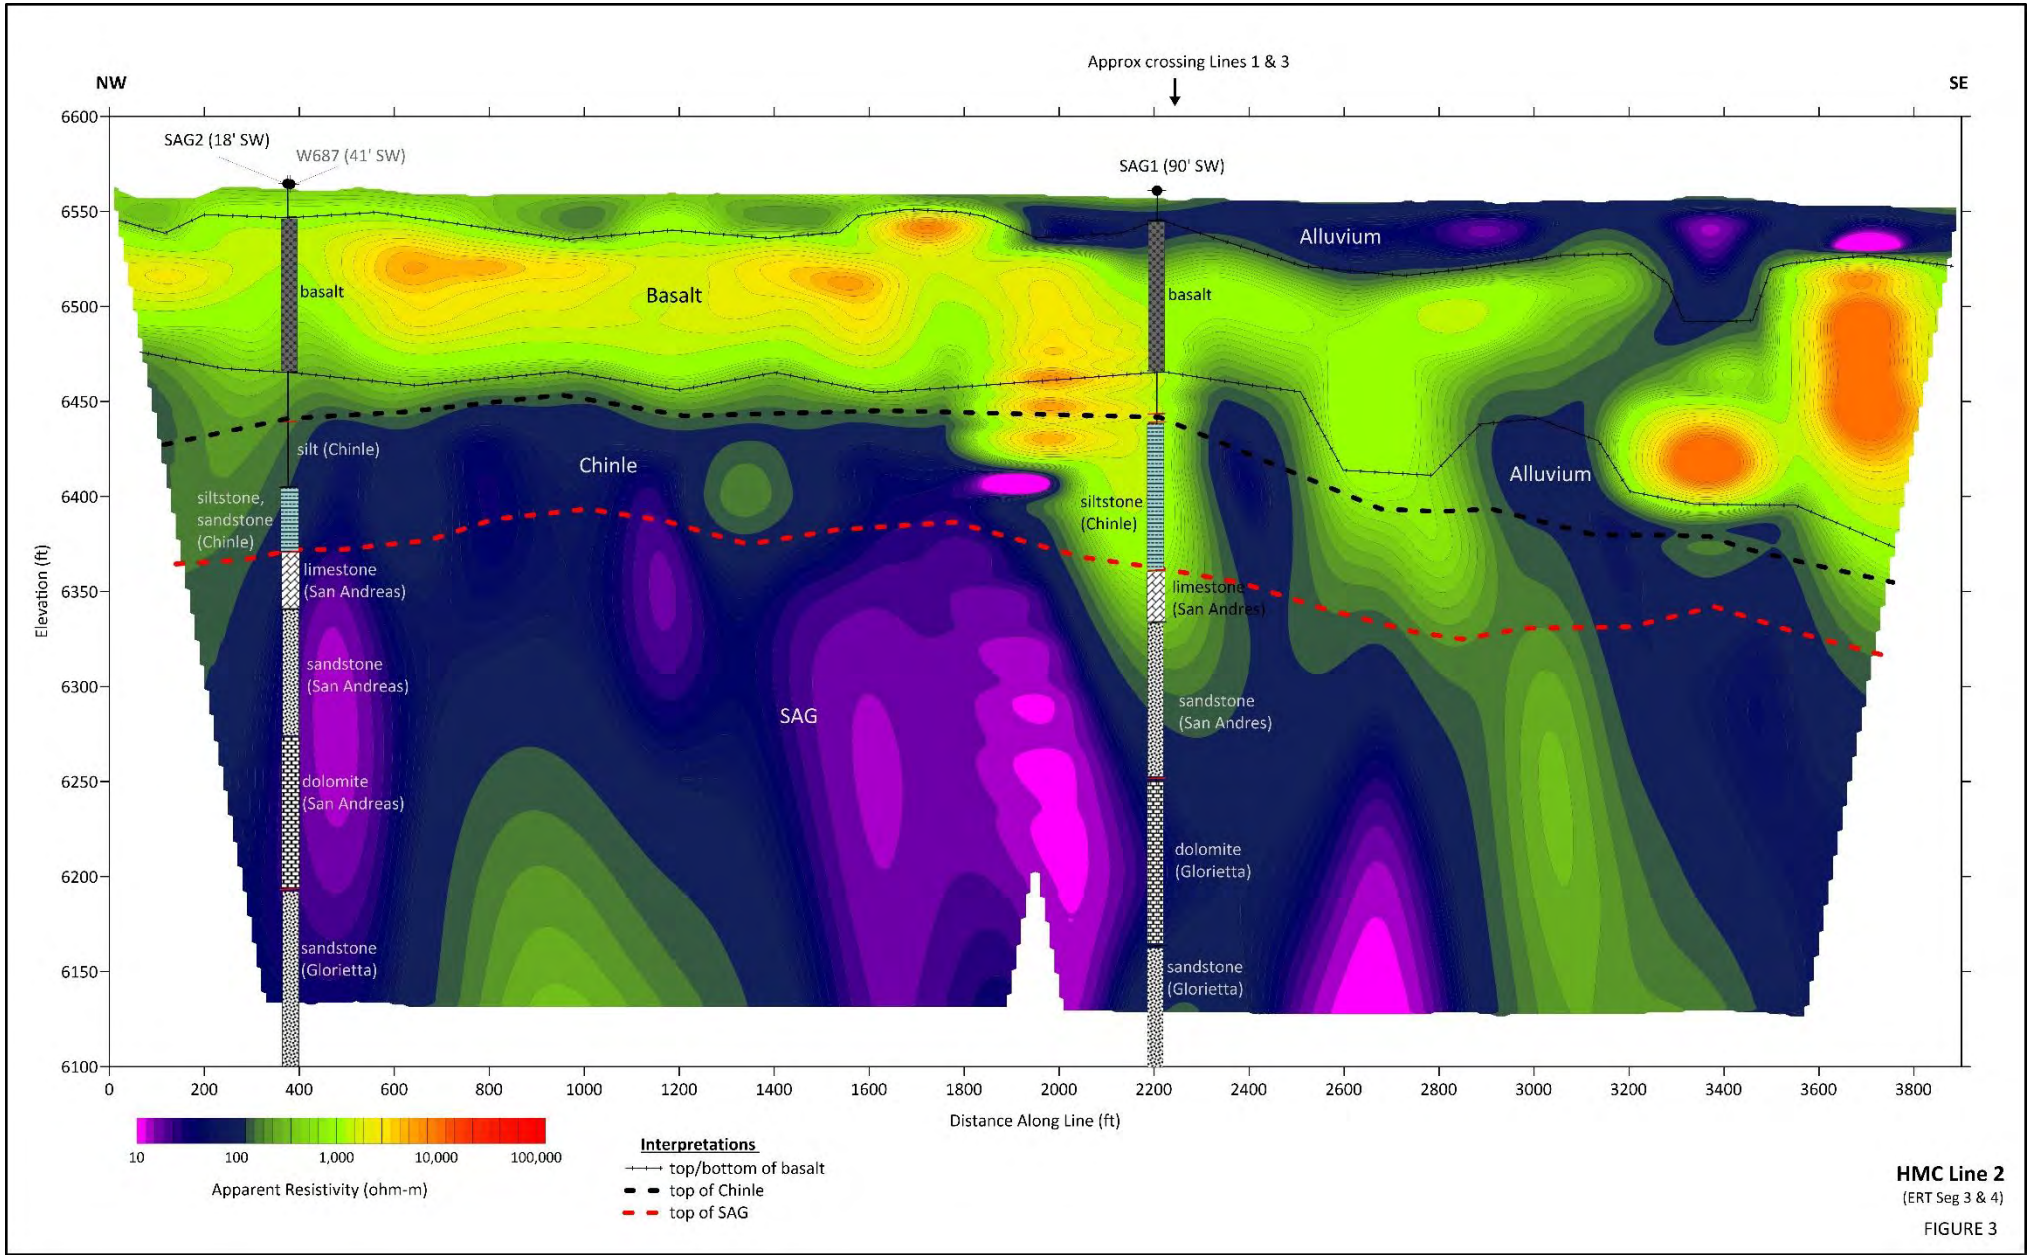 Approx crossing Lines 1 & 3
NW
SE
6600
SAG2 (18' SW)
W687 (41' SW)
SAG1 (90' SW)
6550
Alluvium
basalt
Basalt
basalt
6500
6450
silt (Chinle)
Chinle
Alluvium
siltstone,
sandstone
(Chinle)
siltstone
(Chinle)
6400
limestone
(San Andreas)
limestone
(San Andres)
6350
Elevation (ft)
sandstone
(San Andreas)
SAG
sandstone
(San Andres)
6300
dolomite
(San Andreas)
6250
dolomite
(Glorietta)
6200
sandstone
(Glorietta)
sandstone
(Glorietta)
6150
6100
0 200 400 600 800 1000 1200 1400 1600 1800 2000 2200 2400 2600 2800 3000 3200 3400 3600 3800
Distance Along Line (ft)
10 100 1,000 10,000 100,000
Apparent Resistivity (ohm-m)
Interpretations
top/bottom of basalt
top of Chinle
top of SAG
HMC Line 2
(ERT Seg 3 & 4)
FIGURE 3